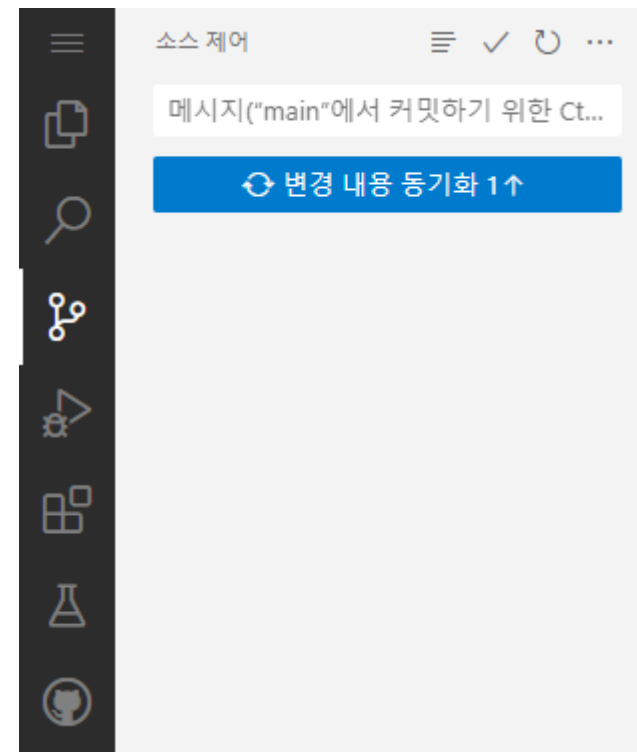 소스 제어
메시지("main"에서 커밋하기 위한 Ct...
변경 내용 동기화 1↑